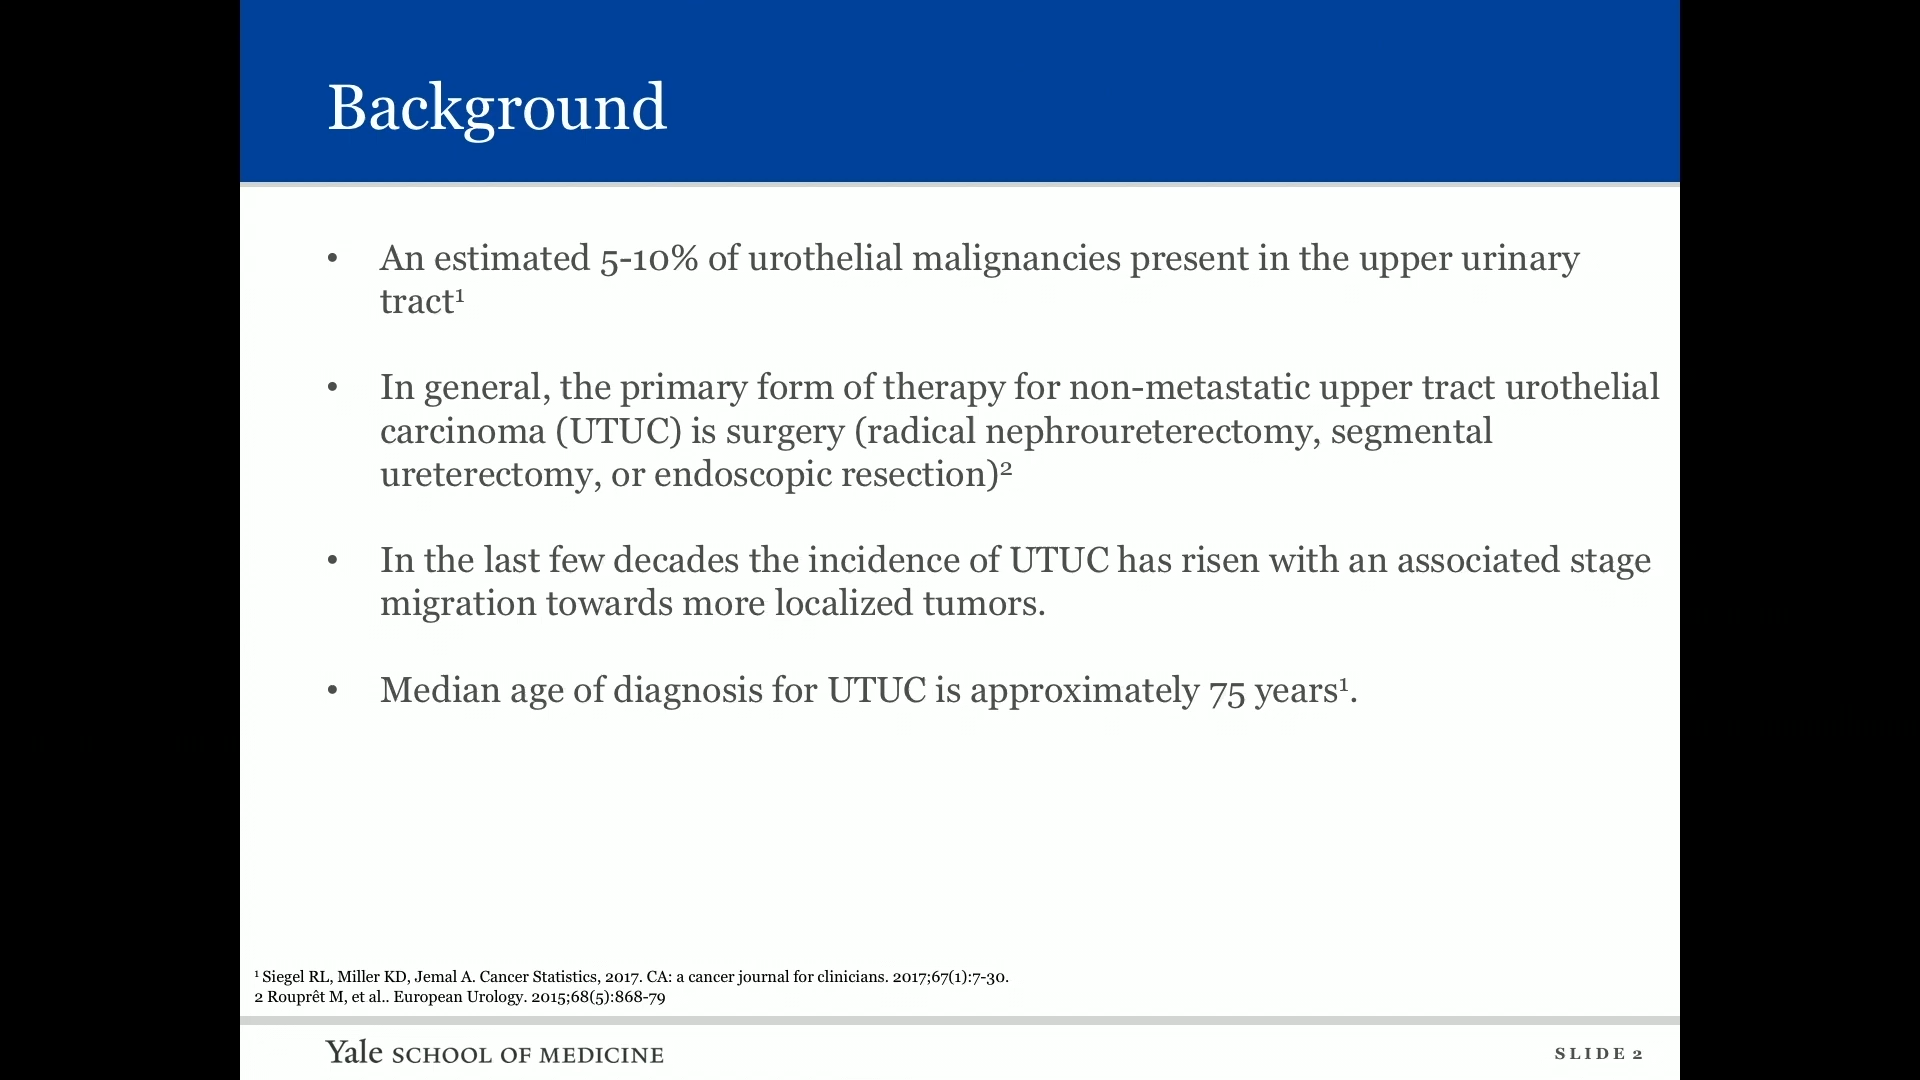 Background
• An estimated 5-10% of urothelial malignancies present in the upper urinary
tract¹
• In general, the primary form of therapy for non-metastatic upper tract urothelial
carcinoma (UTUC) is surgery (radical nephroureterectomy, segmental
ureterectomy, or endoscopic resection)²
• In the last few decades the incidence of UTUC has risen with an associated stage
migration towards more localized tumors.
• Median age of diagnosis for UTUC is approximately 75 years¹.
¹ Siegel RL, Miller KD, Jemal A. Cancer Statistics, 2017. CA: a cancer journal for clinicians. 2017;67(1):7-30.
2 Rouprêt M, et al.. European Urology. 2015;68(5):868-79
Yale SCHOOL OF MEDICINE
SLIDE 2